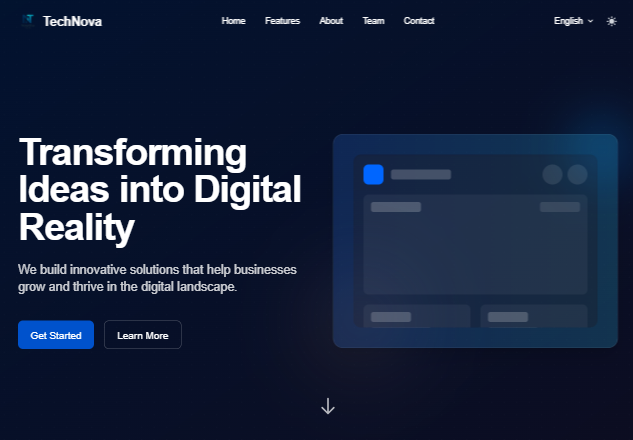 TechNova
Home Features About Team Contact
English
Transforming
Ideas into Digital
Reality
We build innovative solutions that help businesses
grow and thrive in the digital landscape.
Get Started
Learn More